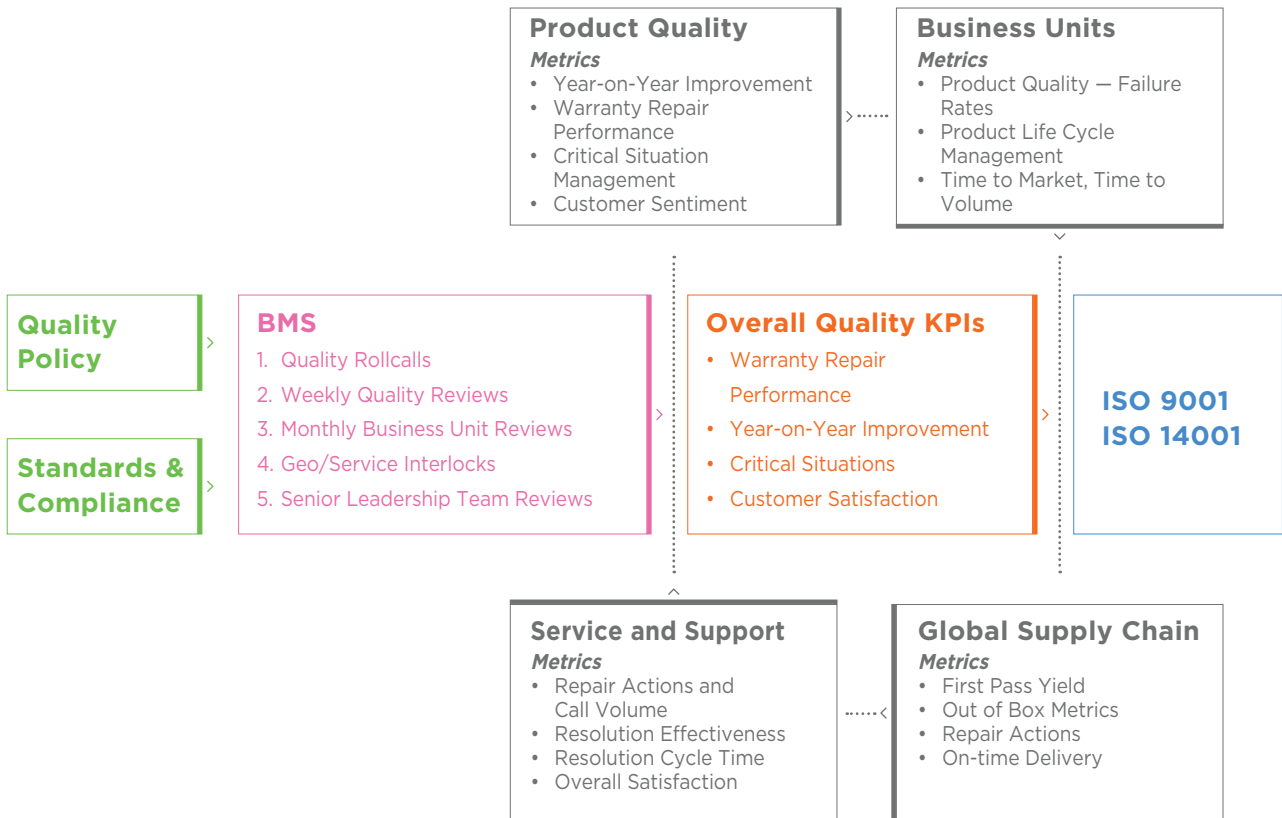 Product Quality
Metrics
• Year-on-Year Improvement
• Warranty Repair
Performance
• Critical Situation
Management
• Customer Sentiment
Business Units
Metrics
• Product Quality — Failure
Rates
• Product Life Cycle
Management
• Time to Market, Time to
Volume
Quality
Policy
Standards &
Compliance
BMS
1. Quality Rollcalls
2. Weekly Quality Reviews
3. Monthly Business Unit Reviews
4. Geo/Service Interlocks
5. Senior Leadership Team Reviews
Overall Quality KPIs
• Warranty Repair
Performance
• Year-on-Year Improvement
• Critical Situations
• Customer Satisfaction
ISO 9001
ISO 14001
Service and Support
Metrics
• Repair Actions and
Call Volume
• Resolution Effectiveness
• Resolution Cycle Time
• Overall Satisfaction
Global Supply Chain
Metrics
• First Pass Yield
• Out of Box Metrics
• Repair Actions
• On-time Delivery